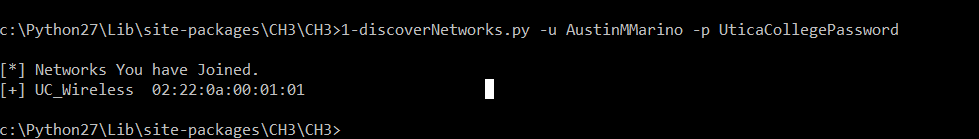 c:\Python27\Lib\site-packages\CH3\CH3>1-discoverNetworks.py -u AustinMMarino -p UticaCollegePassword
[*] Networks You have Joined.
[+] UC_Wireless  02:22:0a:00:01:01
c:\Python27\Lib\site-packages\CH3\CH3>